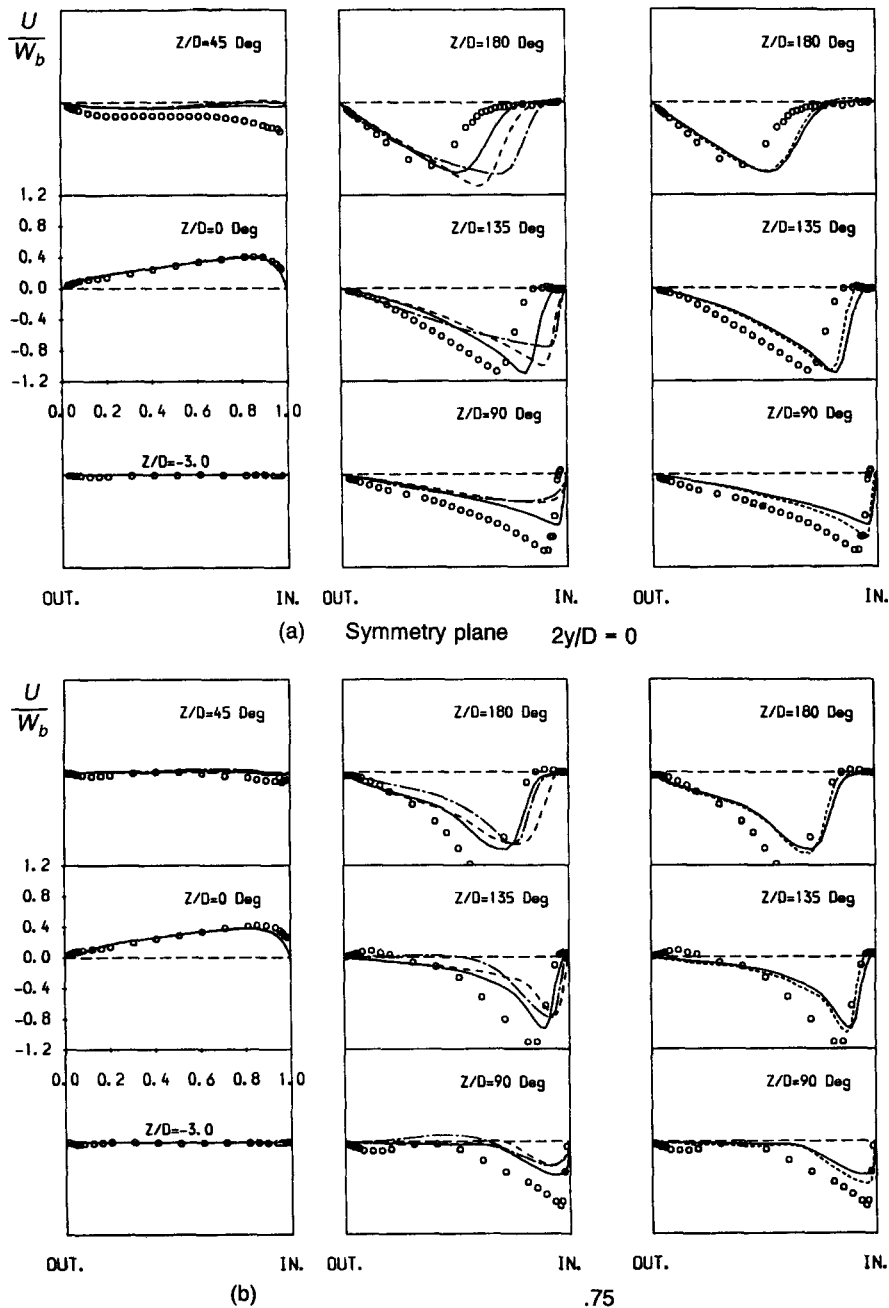 U
W_b
Z/D=45 Deg
Z/D=180 Deg
Z/D=180 Deg
1.2
0.8
0.4
0.0
-0.4
-0.8
-1.2
Z/D=0 Deg
Z/D=135 Deg
Z/D=135 Deg
0.0 0.2 0.4 0.6 0.8 1.0
Z/D=-3.0
Z/D=90 Deg
Z/D=90 Deg
OUT. IN. OUT. IN. OUT. IN.
(a) Symmetry plane 2y/D = 0
U
W_b
Z/D=45 Deg
Z/D=180 Deg
Z/D=180 Deg
1.2
0.8
0.4
0.0
-0.4
-0.8
-1.2
Z/D=0 Deg
Z/D=135 Deg
Z/D=135 Deg
0.0 0.2 0.4 0.6 0.8 1.0
Z/D=-3.0
Z/D=90 Deg
Z/D=90 Deg
OUT. IN. OUT. IN. OUT. IN.
(b) .75